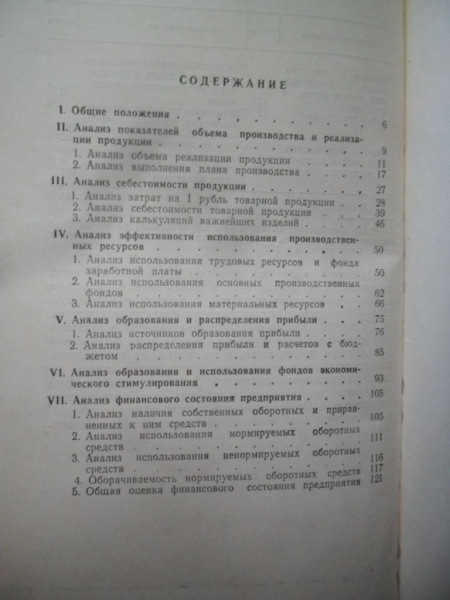 СОДЕРЖАНИЕ
I. Общие положения . . . . . . . . 6
II. Анализ показателей объема производства и реализа-
ции продукции . . . . . . . . . 9
1. Анализ объема реализации продукции . . . 11
2. Анализ выполнения плана производства . . . 17
III. Анализ себестоимости продукции . . . . . 27
1. Анализ затрат на 1 рубль товарной продукции . . 28
2. Анализ себестоимости товарной продукции . . . 39
3. Анализ калькуляций важнейших изделий . . . 46
IV. Анализ эффективности использования производствен-
ных ресурсов . . . . . . . . . 50
1. Анализ использования трудовых ресурсов и фонда
заработной платы . . . . . . . . 50
2. Анализ использования основных производственных
фондов . . . . . . . . . . 62
3. Анализ использования материальных ресурсов . . 66
V. Анализ образования и распределения прибыли . . . 75
1. Анализ источников образования прибыли . . . 76
2. Анализ распределения прибыли и расчетов с бюд-
жетом . . . . . . . . . . 85
VI. Анализ образования и использования фондов экономи-
ческого стимулирования . . . . . . . 93
VII. Анализ финансового состояния предприятия . . . . 105
1. Анализ наличия собственных оборотных и прирав-
ненных к ним средств . . . . . . . 105
2. Анализ использования нормируемых оборотных
средств . . . . . . . . . . 111
3. Анализ использования ненормируемых оборотных
средств . . . . . . . . . . 116
4. Оборачиваемость нормируемых оборотных средств 117
5. Общая оценка финансового состояния предприятия 121